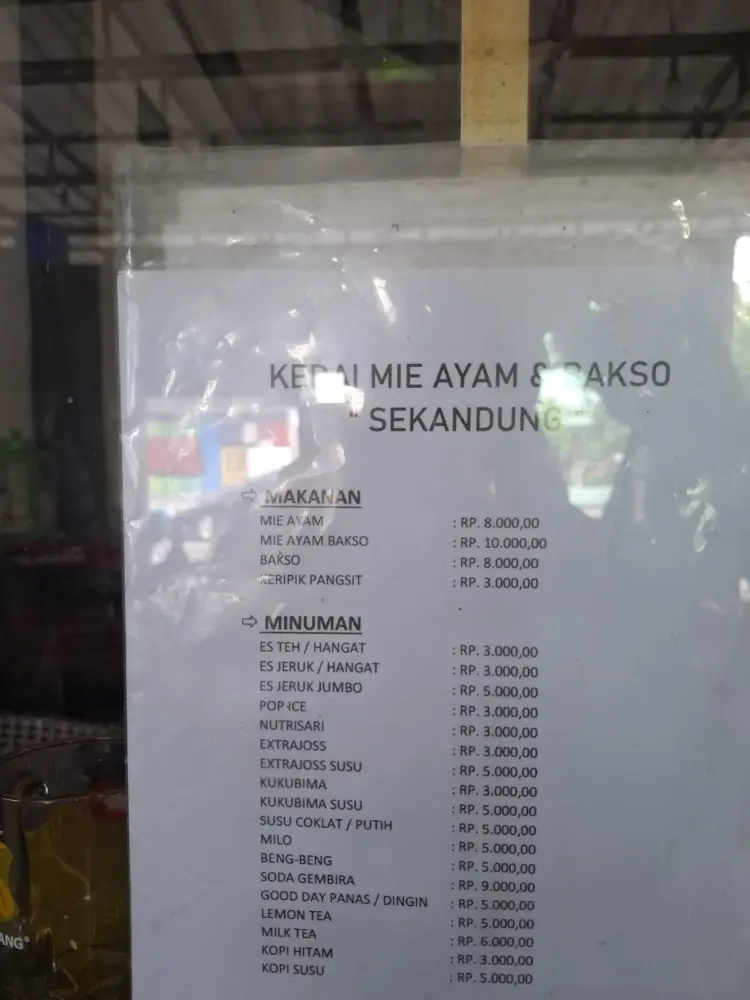 KEDAI MIE AYAM & BAKSO
" SEKANDUNG "
⇨ MAKANAN
MIE AYAM : RP. 8.000,00
MIE AYAM BAKSO : RP. 10.000,00
BAKSO : RP. 8.000,00
KERIPIK PANGSIT : RP. 3.000,00
⇨ MINUMAN
ES TEH / HANGAT : RP. 3.000,00
ES JERUK / HANGAT : RP. 3.000,00
ES JERUK JUMBO : RP. 5.000,00
POP ICE : RP. 3.000,00
NUTRISARI : RP. 3.000,00
EXTRAJOSS : RP. 3.000,00
EXTRAJOSS SUSU : RP. 5.000,00
KUKUBIMA : RP. 3.000,00
KUKUBIMA SUSU : RP. 5.000,00
SUSU COKLAT / PUTIH : RP. 5.000,00
MILO : RP. 5.000,00
BENG-BENG : RP. 5.000,00
SODA GEMBIRA : RP. 9.000,00
GOOD DAY PANAS / DINGIN : RP. 5.000,00
LEMON TEA : RP. 5.000,00
MILK TEA : RP. 6.000,00
KOPI HITAM : RP. 3.000,00
KOPI SUSU : RP. 5.000,00
ANG®